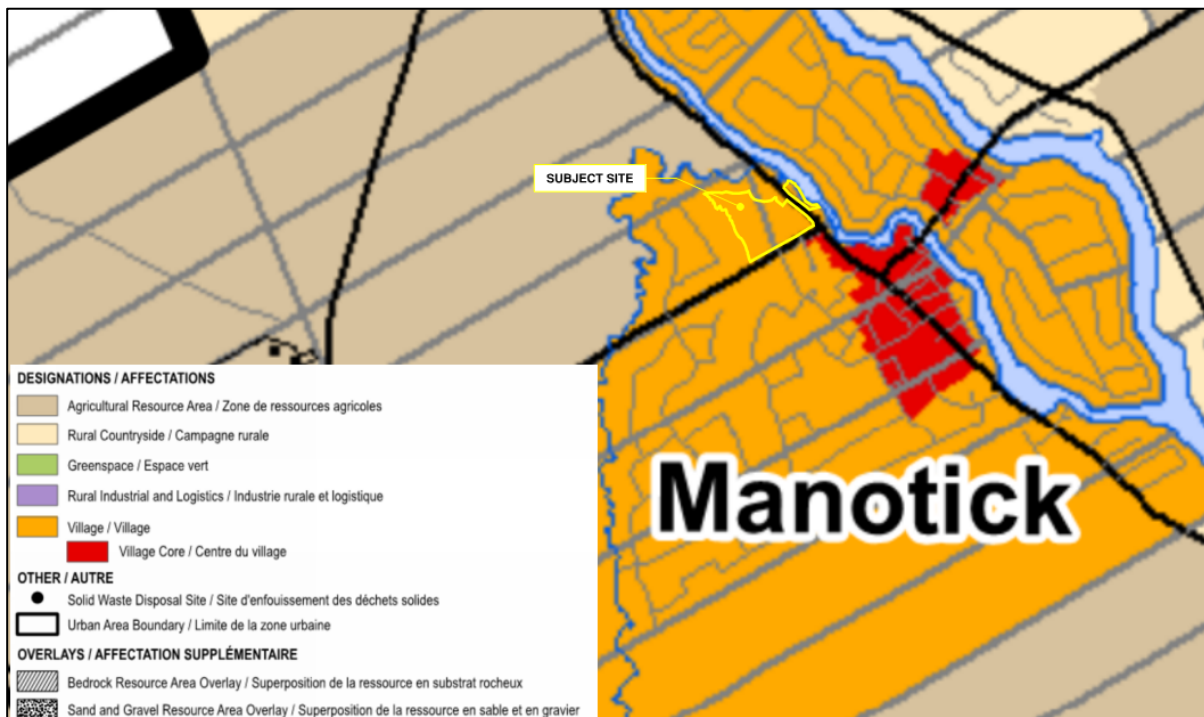 SUBJECT SITE
Manotick
DESIGNATIONS / AFFECTATIONS
Agricultural Resource Area / Zone de ressources agricoles
Rural Countryside / Campagne rurale
Greenspace / Espace vert
Rural Industrial and Logistics / Industrie rurale et logistique
Village / Village
Village Core / Centre du village
OTHER / AUTRE
Solid Waste Disposal Site / Site d'enfouissement des déchets solides
Urban Area Boundary / Limite de la zone urbaine
OVERLAYS / AFFECTATION SUPPLÉMENTAIRE
Bedrock Resource Area Overlay / Superposition de la ressource en substrat rocheux
Sand and Gravel Resource Area Overlay / Superposition de la ressource en sable et en gravier